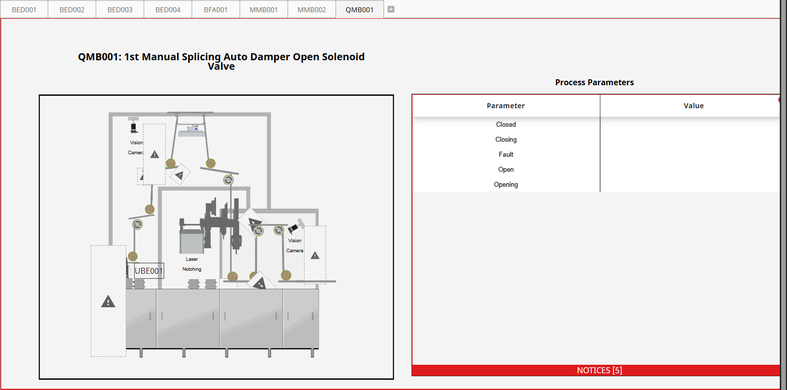 BED001 BED002 BED003 BED004 BFA001 MMB001 MMB002 QMB001
QMB001: 1st Manual Splicing Auto Damper Open Solenoid
Valve
Process Parameters
Parameter Value
Closed
Closing
Fault
Open
Opening
Vision
Camera
Vision
Camera
Laser
Notching
UBE001
NOTICES [5]